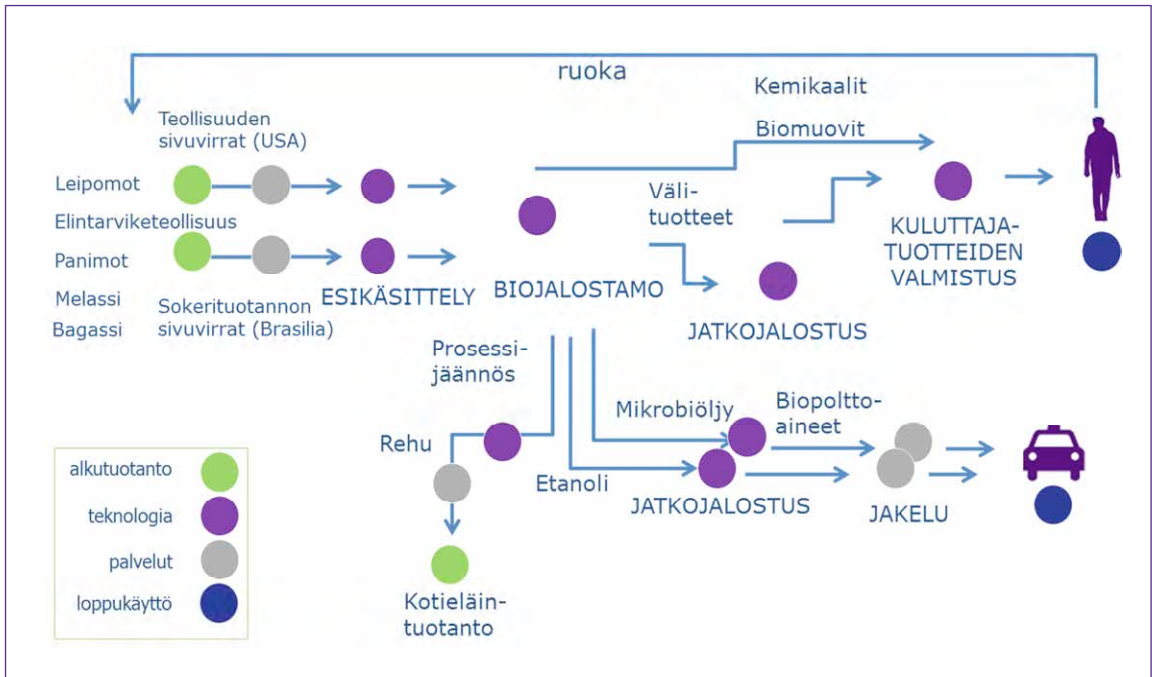 ruoka
Kemikaalit
Biomuovit
Teollisuuden
sivuvirrat (USA)
Leipomot
Elintarviketeollisuus
Panimot
Melassi
Bagassi
Sokerituotannon
sivuvirrat (Brasilia)
ESIKÄSITTELY
BIOJALOSTAMO
Väli-
tuotteet
JATKOJALOSTUS
KULUTTAJA-
TUOTTEIDEN
VALMISTUS
Prosessi-
jäännös
Rehu
Kotieläin-
tuotanto
Mikrobiöljy
Etanoli
JATKOJALOSTUS
Biopoltto-
aineet
JAKELU
alkutuotanto
teknologia
palvelut
loppukäyttö